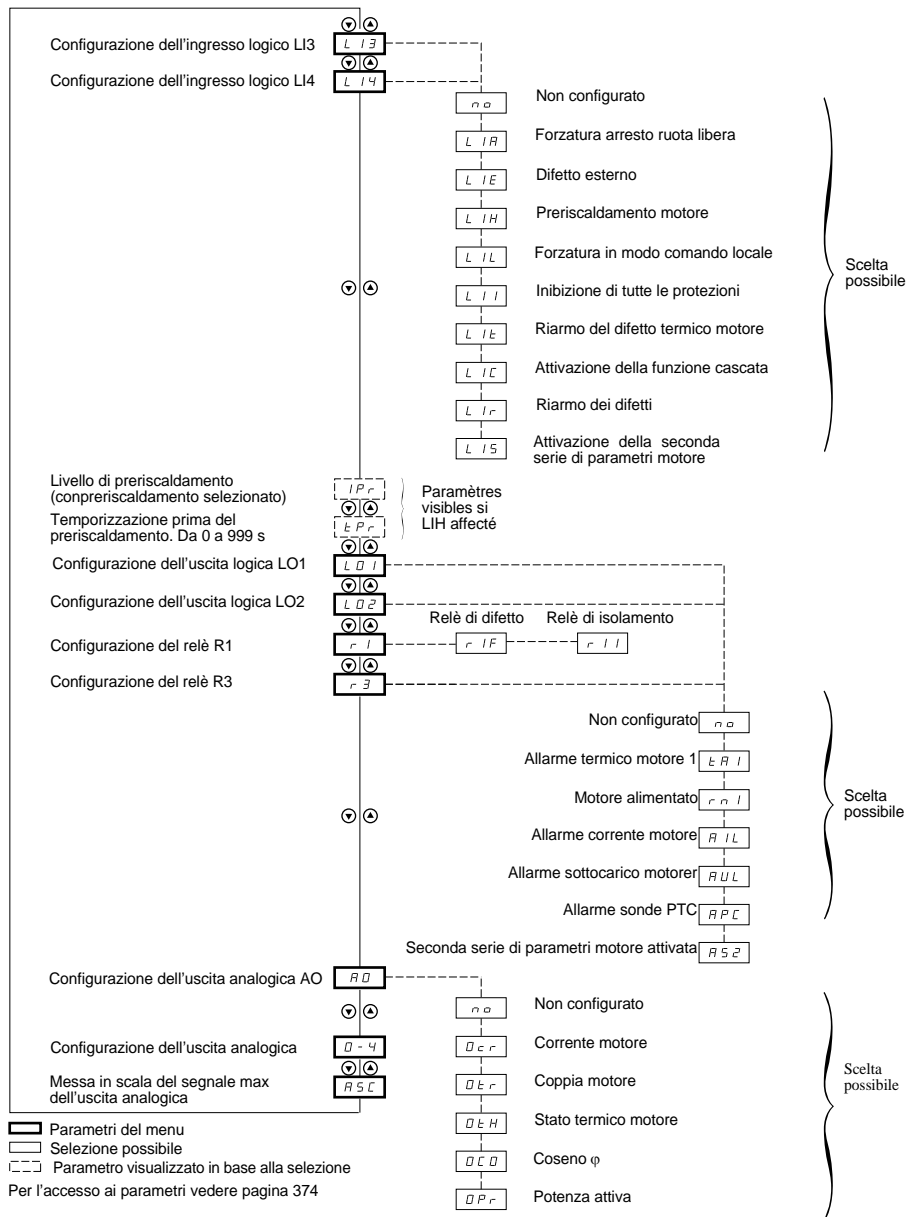 Configurazione dell'ingresso logico LI3
L I 3
Configurazione dell'ingresso logico LI4
L I 4
n o
Non configurato
L I A
Forzatura arresto ruota libera
L I E
Difetto esterno
L I H
Preriscaldamento motore
L I L
Forzatura in modo comando locale
L I I
Inibizione di tutte le protezioni
L I t
Riarmo del difetto termico motore
L I C
Attivazione della funzione cascata
L I r
Riarmo dei difetti
L I S
Attivazione della seconda
serie di parametri motore
Scelta
possibile
Livello di preriscaldamento
(conpreriscaldamento selezionato)
I P r
Temporizzazione prima del
preriscaldamento. Da 0 a 999 s
t P r
Paramètres
visibles si
LIH affecté
Configurazione dell'uscita logica LO1
L O 1
Configurazione dell'uscita logica LO2
L O 2
Configurazione del relè R1
r 1
Relè di difetto
r I F
Relè di isolamento
r I I
Configurazione del relè R3
r 3
Non configurato
n o
Allarme termico motore 1
t A 1
Motore alimentato
r n 1
Allarme corrente motore
A I L
Allarme sottocarico motorer
A U L
Allarme sonde PTC
A P C
Seconda serie di parametri motore attivata
A S 2
Scelta
possibile
Configurazione dell'uscita analogica AO
A O
n o
Non configurato
O c r
Corrente motore
O t r
Coppia motore
O t H
Stato termico motore
O C O
Coseno φ
O P r
Potenza attiva
Scelta
possibile
Configurazione dell'uscita analogica
0 - 4
Messa in scala del segnale max
dell'uscita analogica
A S C
Parametri del menu
Selezione possibile
Parametro visualizzato in base alla selezione
Per l'accesso ai parametri vedere pagina 374